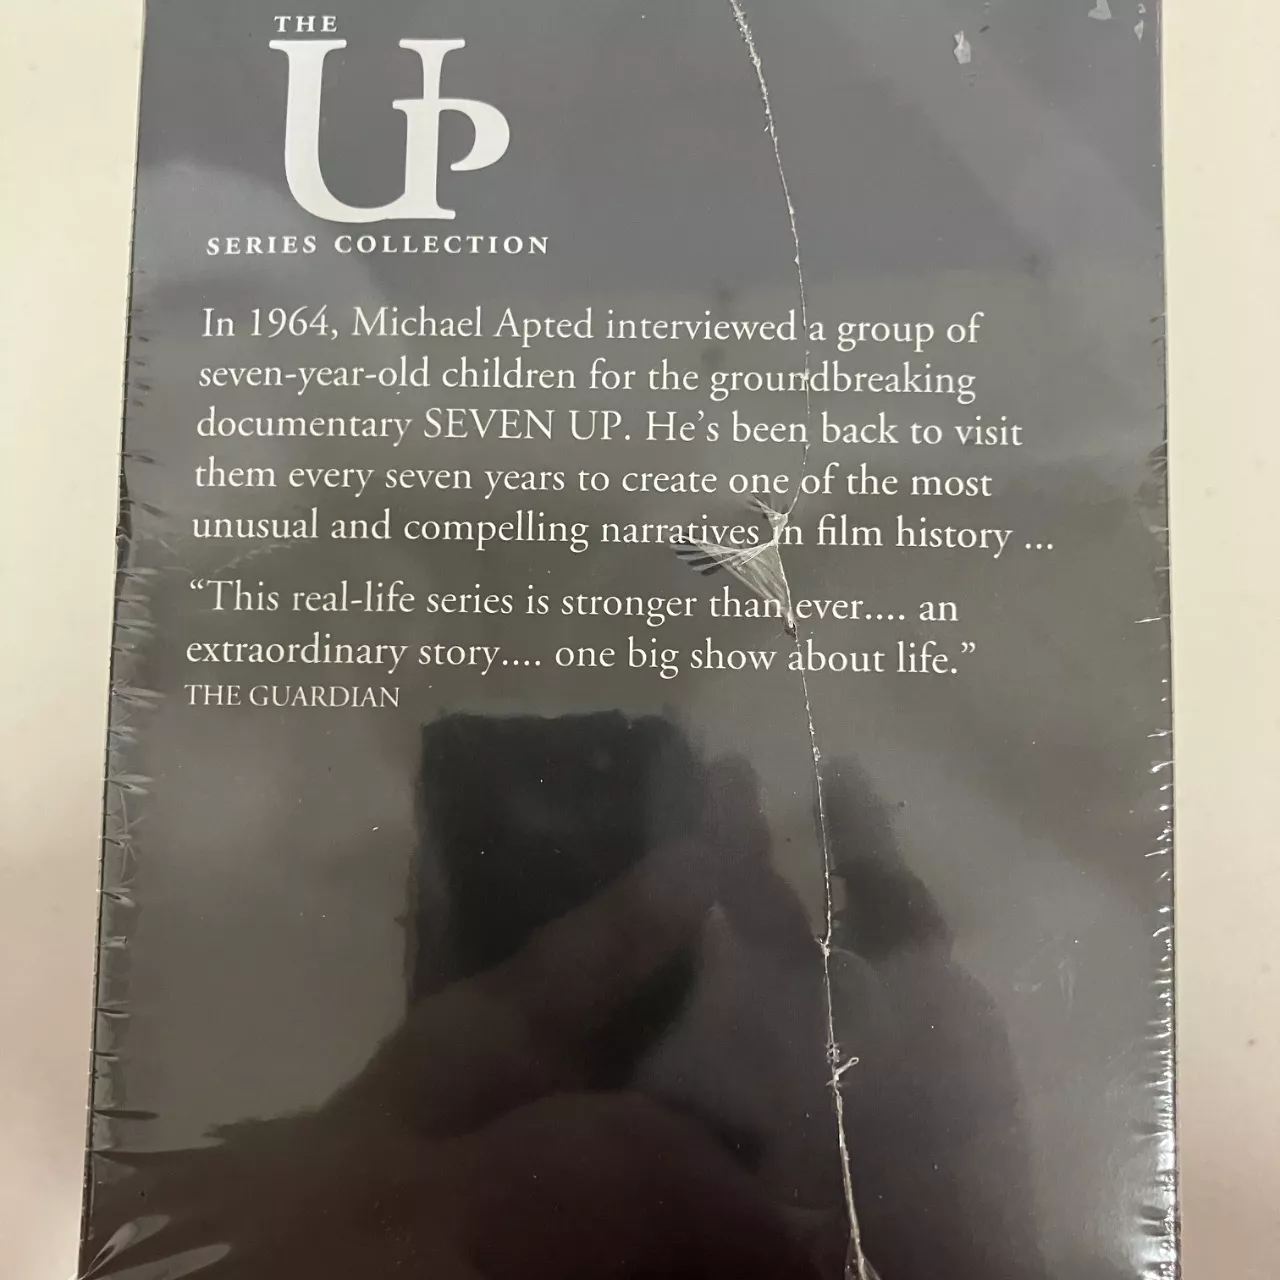 THE
UP
SERIES COLLECTION
In 1964, Michael Apted interviewed a group of
seven-year-old children for the groundbreaking
documentary SEVEN UP. He’s been back to visit
them every seven years to create one of the most
unusual and compelling narratives in film history ...
“This real-life series is stronger than ever.... an
extraordinary story.... one big show about life.”
THE GUARDIAN